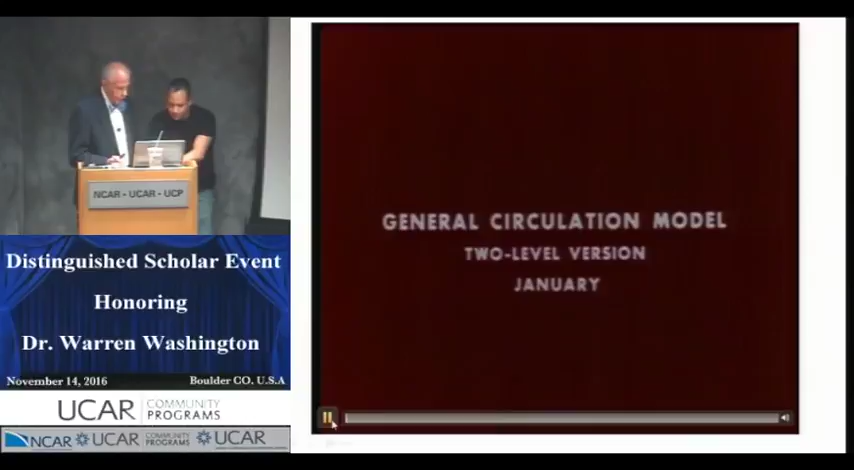 NCAR - UCAR - UCP
Distinguished Scholar Event
Honoring
Dr. Warren Washington
November 14, 2016 Boulder CO, U.S.A
UCAR COMMUNITY PROGRAMS
NCAR UCAR COMMUNITY PROGRAMS UCAR
GENERAL CIRCULATION MODEL
TWO-LEVEL VERSION
JANUARY